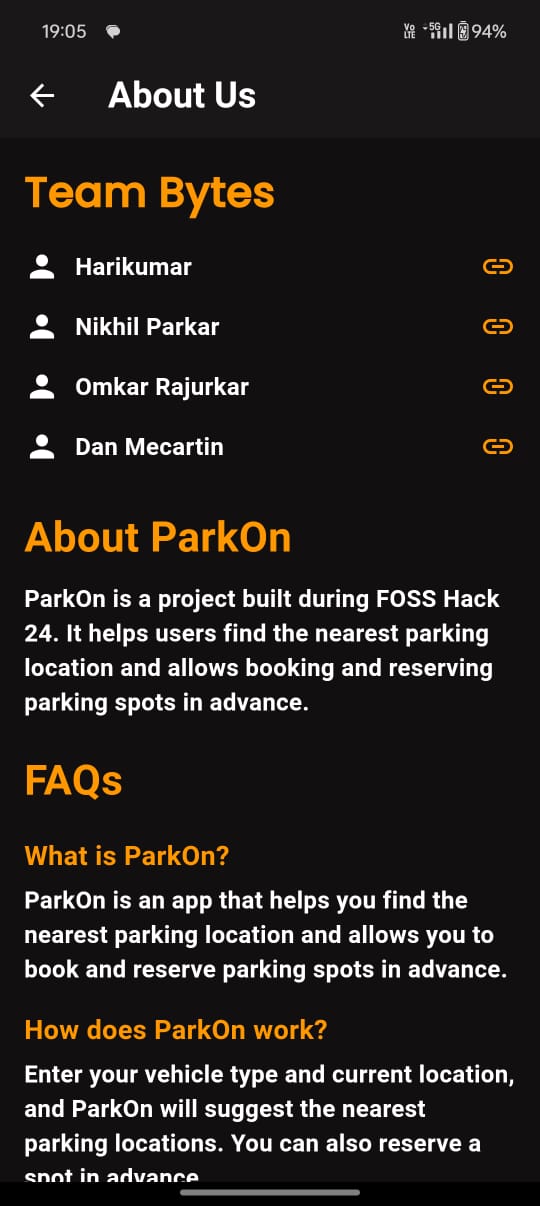 19:05
Vo
LTE
5G
94%
About Us
Team Bytes
Harikumar
Nikhil Parkar
Omkar Rajurkar
Dan Mecartin
About ParkOn
ParkOn is a project built during FOSS Hack
24. It helps users find the nearest parking
location and allows booking and reserving
parking spots in advance.
FAQs
What is ParkOn?
ParkOn is an app that helps you find the
nearest parking location and allows you to
book and reserve parking spots in advance.
How does ParkOn work?
Enter your vehicle type and current location,
and ParkOn will suggest the nearest
parking locations. You can also reserve a
spot in advance